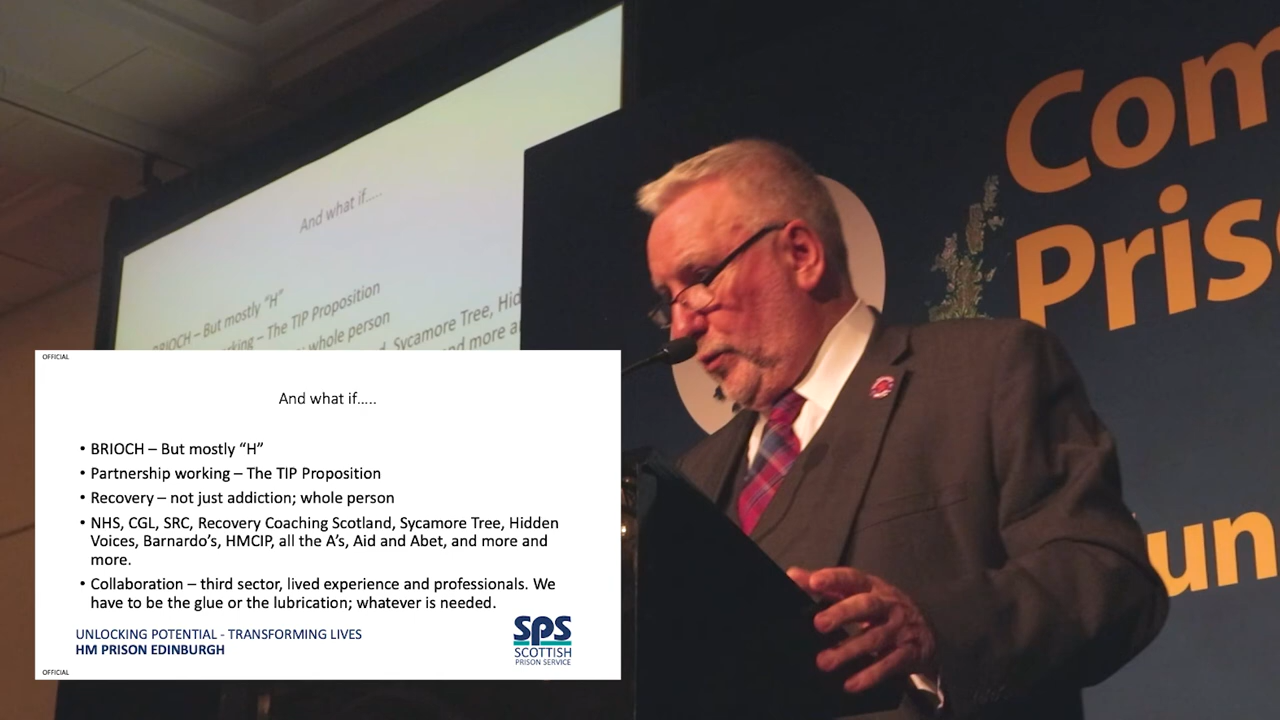 Com
Pris
un
And what if.....
BRIOCH – But mostly “H”
rking – The TIP Proposition
whole person
Sycamore Tree, Hid
nd more a
OFFICIAL
And what if.....
• BRIOCH – But mostly “H”
• Partnership working – The TIP Proposition
• Recovery – not just addiction; whole person
• NHS, CGL, SRC, Recovery Coaching Scotland, Sycamore Tree, Hidden
Voices, Barnardo’s, HMCIP, all the A’s, Aid and Abet, and more and
more.
• Collaboration – third sector, lived experience and professionals. We
have to be the glue or the lubrication; whatever is needed.
UNLOCKING POTENTIAL - TRANSFORMING LIVES
HM PRISON EDINBURGH
SPS
SCOTTISH
PRISON SERVICE
OFFICIAL